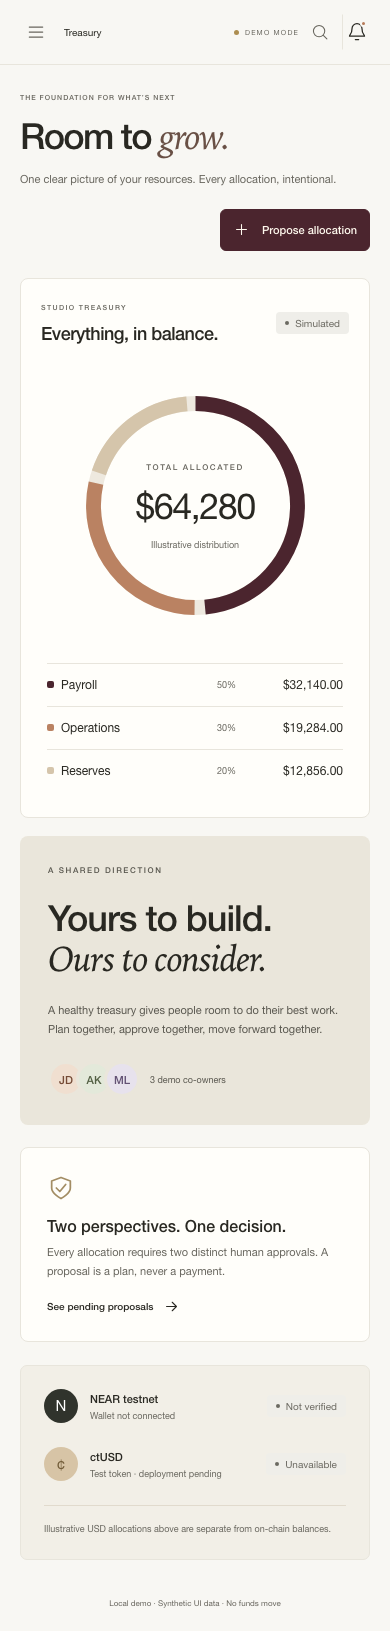 Treasury
DEMO MODE
THE FOUNDATION FOR WHAT'S NEXT
Room to grow.
One clear picture of your resources. Every allocation, intentional.
Propose allocation
STUDIO TREASURY
Everything, in balance.
Simulated
TOTAL ALLOCATED
$64,280
Illustrative distribution
Payroll 50% $32,140.00
Operations 30% $19,284.00
Reserves 20% $12,856.00
A SHARED DIRECTION
Yours to build.
Ours to consider.
A healthy treasury gives people room to do their best work.
Plan together, approve together, move forward together.
JD AK ML 3 demo co-owners
Two perspectives. One decision.
Every allocation requires two distinct human approvals. A
proposal is a plan, never a payment.
See pending proposals
N
NEAR testnet
Wallet not connected
Not verified
¢
ctUSD
Test token · deployment pending
Unavailable
Illustrative USD allocations above are separate from on-chain balances.
Local demo · Synthetic UI data · No funds move